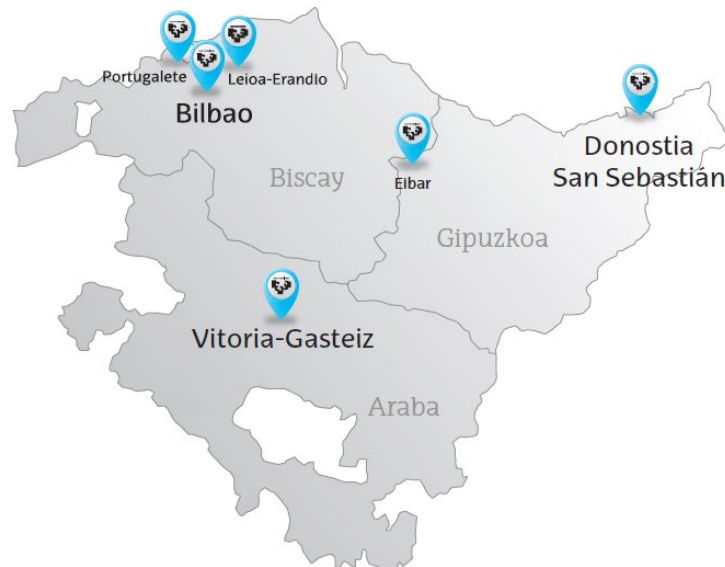 Portugalete
Leioa-Erandio
Bilbao
Donostia
San Sebastián
Eibar
Biscay
Gipuzkoa
Vitoria-Gasteiz
Araba